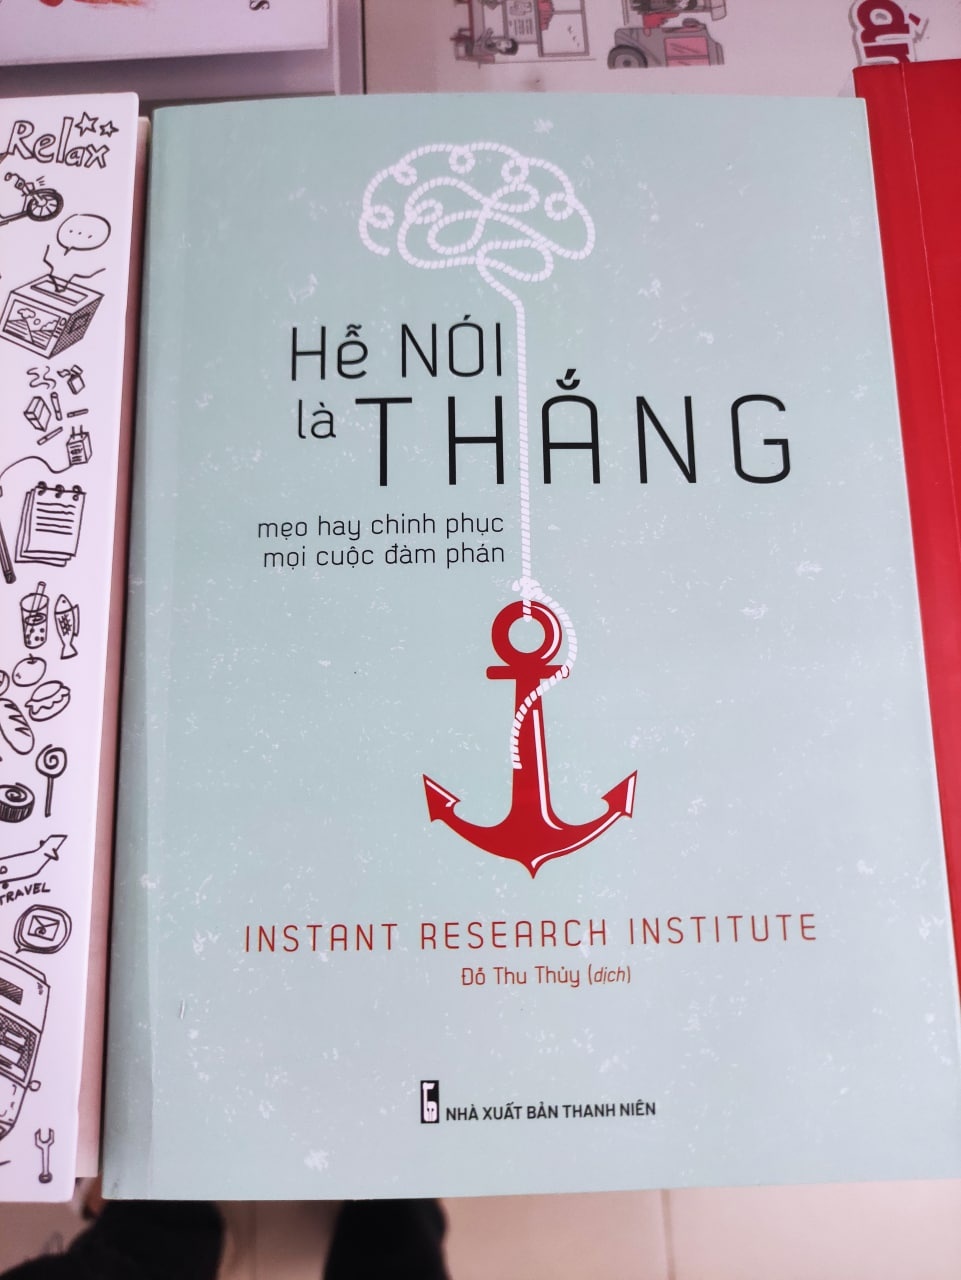 Relax
Hễ NÓI
là THẮNG
mẹo hay chinh phục
mọi cuộc đàm phán
INSTANT RESEARCH INSTITUTE
Đỗ Thu Thủy (dịch)
NHÀ XUẤT BẢN THANH NIÊN
TRAVEL